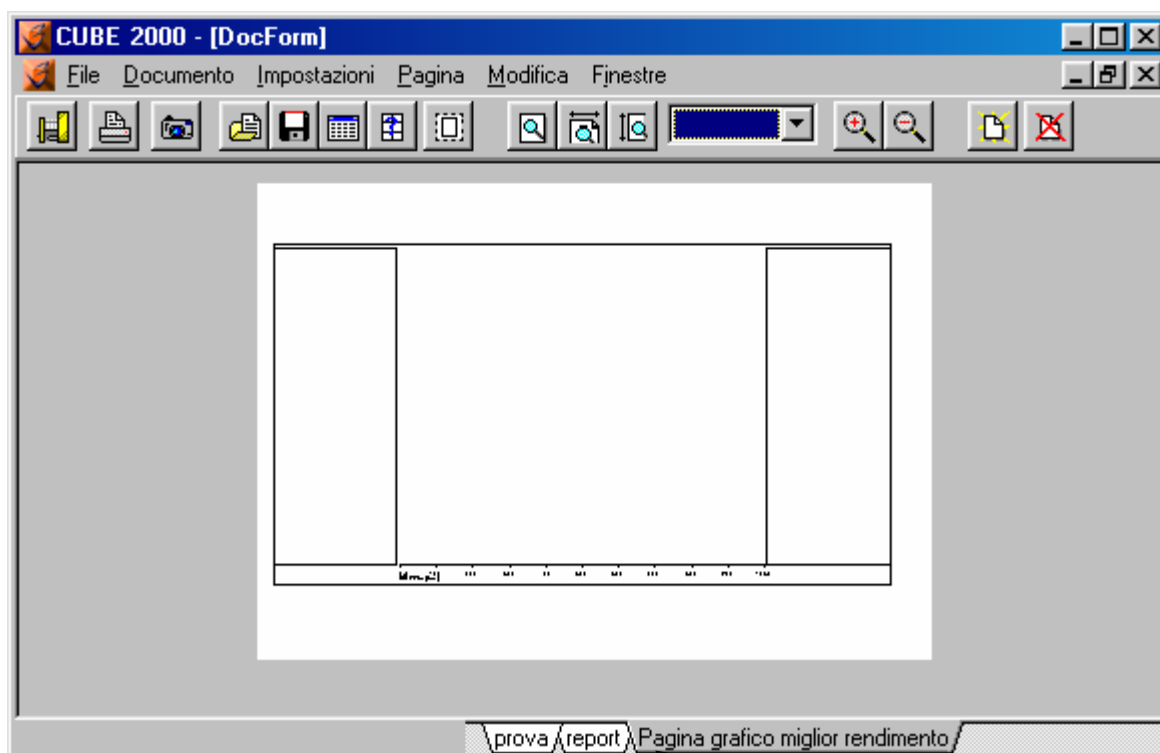 CUBE 2000 - [DocForm]
File Documento Impostazioni Pagina Modifica Finestre
prova report Pagina grafico miglior rendimento